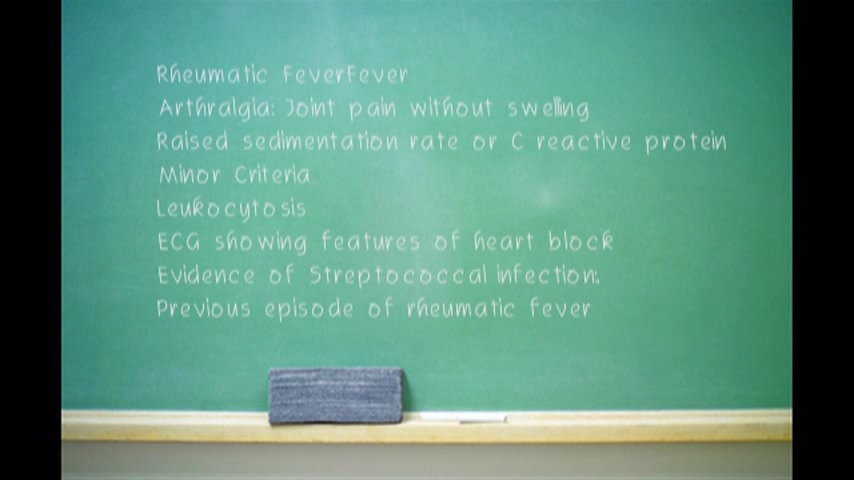 Rheumatic FeverFever
Arthralgia: Joint pain without swelling
Raised sedimentation rate or C reactive protein
Minor Criteria
Leukocytosis
ECG showing features of heart block
Evidence of Streptococcal infection:
Previous episode of rheumatic fever